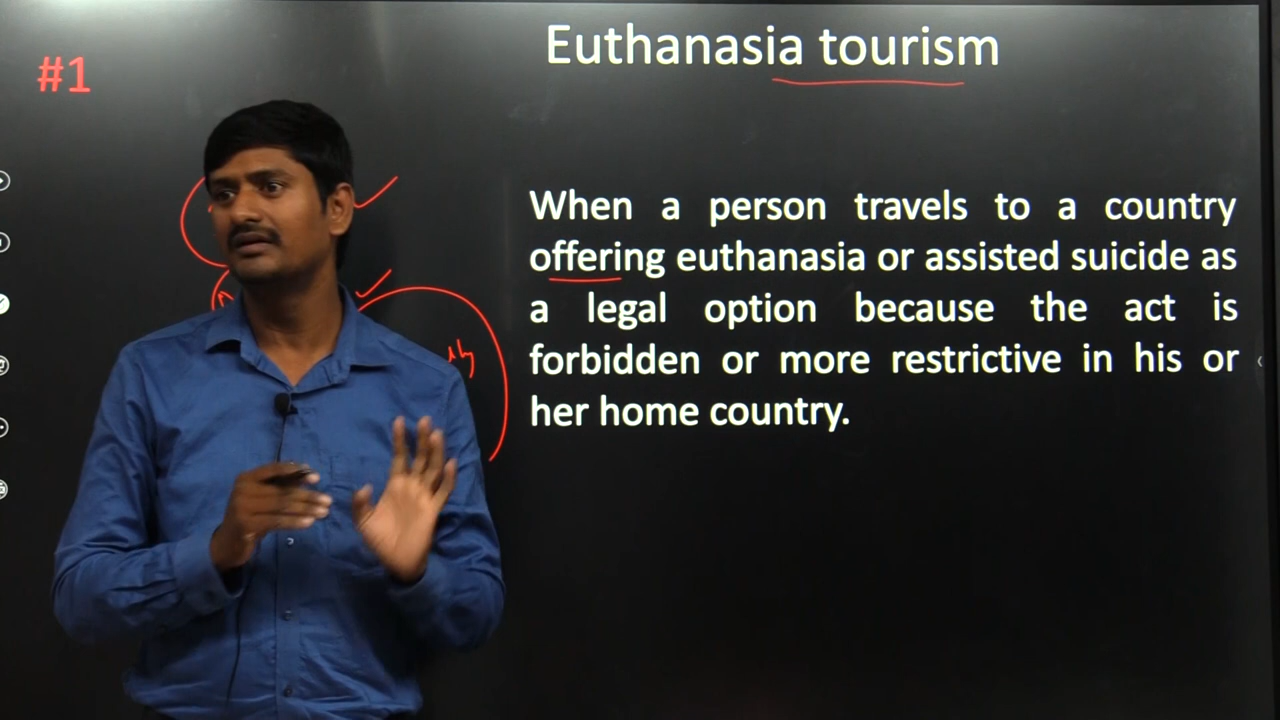 #1
Euthanasia tourism
When a person travels to a country
offering euthanasia or assisted suicide as
a legal option because the act is
forbidden or more restrictive in his or
her home country.